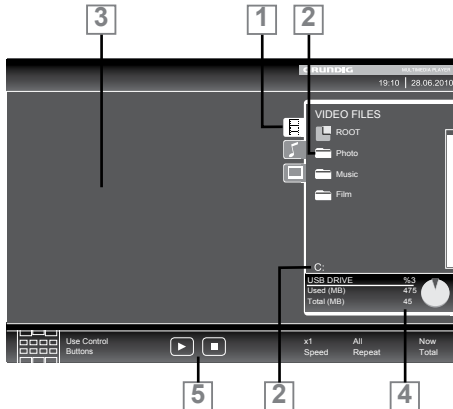 1 2 3
GRUNDIG MULTIMEDIA PLAYER
19:10 28.06.2010
VIDEO FILES
ROOT
Photo
Music
Film
C:
USB DRIVE %3
Used (MB) 475
Total (MB) 45
Use Control Buttons
x1 Speed
All Repeat
Now Total
5 2 4